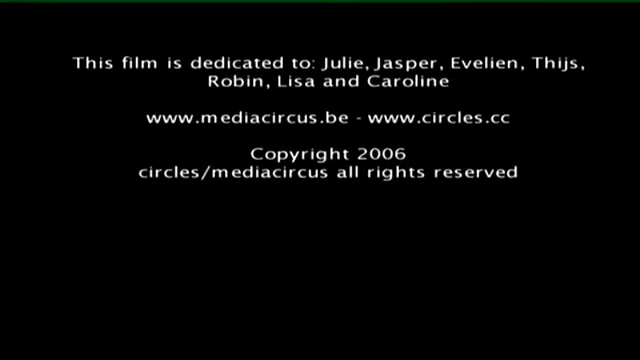 This film is dedicated to: Julie, Jasper, Evelien, Thijs,
Robin, Lisa and Caroline
www.mediacircus.be - www.circles.cc
Copyright 2006
circles/mediacircus all rights reserved